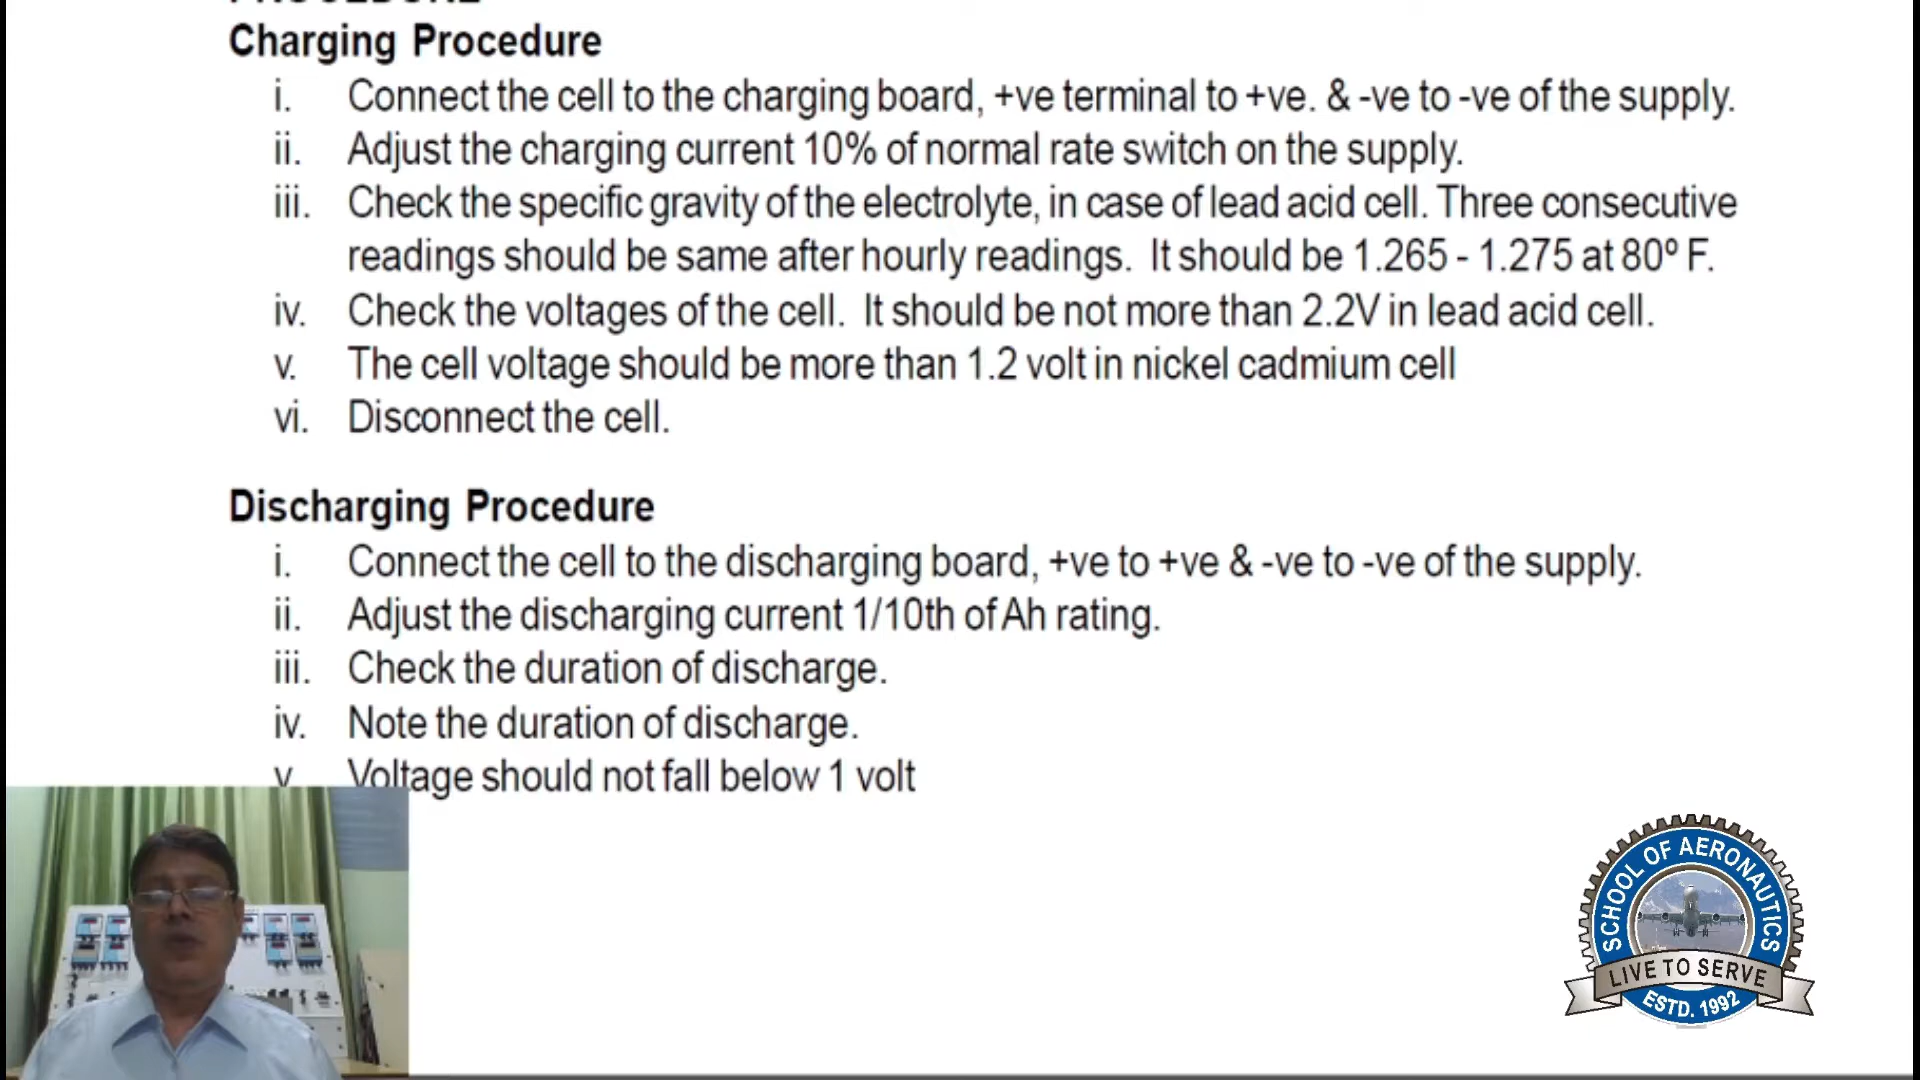 PROCEDURE
Charging Procedure
i. Connect the cell to the charging board, +ve terminal to +ve. & -ve to -ve of the supply.
ii. Adjust the charging current 10% of normal rate switch on the supply.
iii. Check the specific gravity of the electrolyte, in case of lead acid cell. Three consecutive
readings should be same after hourly readings. It should be 1.265 - 1.275 at 80º F.
iv. Check the voltages of the cell. It should be not more than 2.2V in lead acid cell.
v. The cell voltage should be more than 1.2 volt in nickel cadmium cell
vi. Disconnect the cell.
Discharging Procedure
i. Connect the cell to the discharging board, +ve to +ve & -ve to -ve of the supply.
ii. Adjust the discharging current 1/10th of Ah rating.
iii. Check the duration of discharge.
iv. Note the duration of discharge.
v Voltage should not fall below 1 volt
SCHOOL OF AERONAUTICS
LIVE TO SERVE
ESTD. 1992